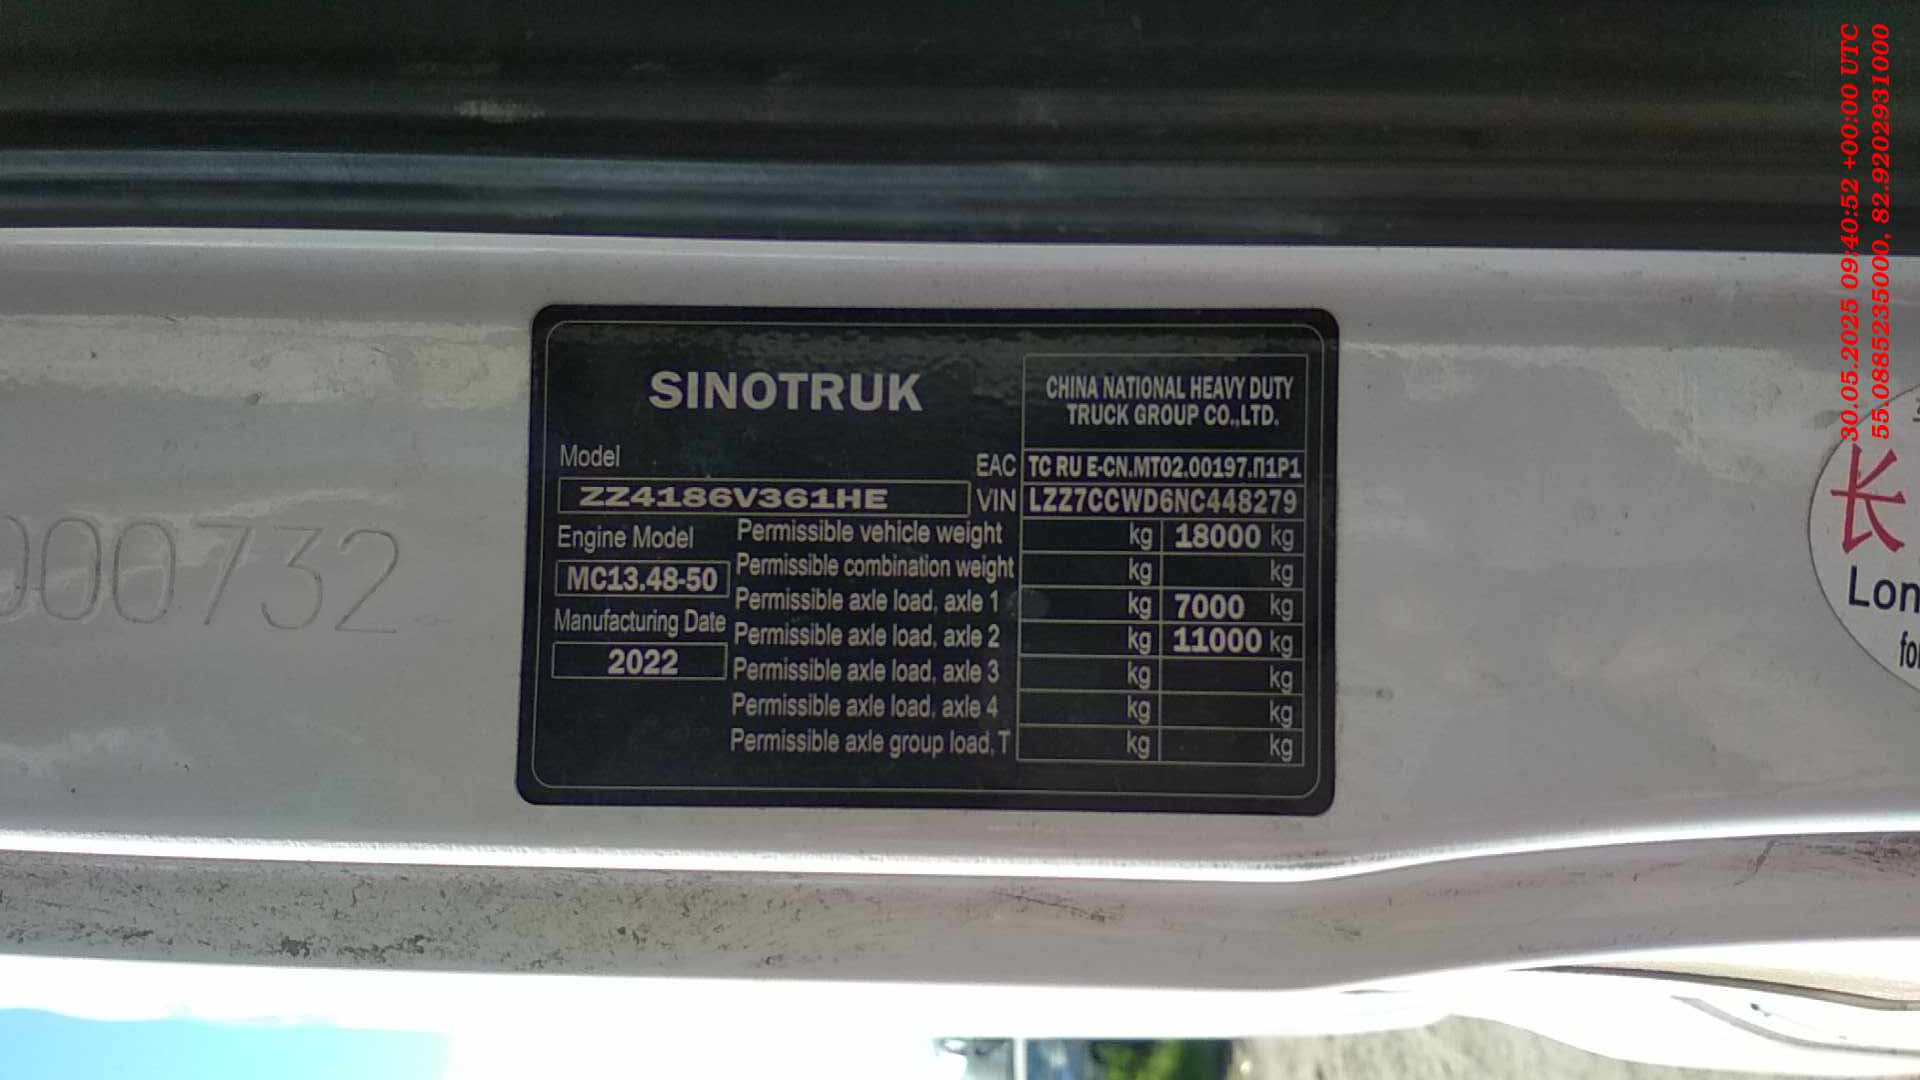 30.05.2025 09:40:52 +00:00 UTC
55.0885235000, 82.9202931000
SINOTRUK
CHINA NATIONAL HEAVY DUTY
TRUCK GROUP CO.,LTD.
Model
EAC TC RU E-CN.MT02.00197.П1P1
ZZ4186V361HE
VIN LZZ7CCWD6NC448279
Engine Model
MC13.48-50
Manufacturing Date
2022
Permissible vehicle weight kg 18000 kg
Permissible combination weight kg kg
Permissible axle load, axle 1 kg 7000 kg
Permissible axle load, axle 2 kg 11000 kg
Permissible axle load, axle 3 kg kg
Permissible axle load, axle 4 kg kg
Permissible axle group load, T kg kg
000732
长
Lon
fo